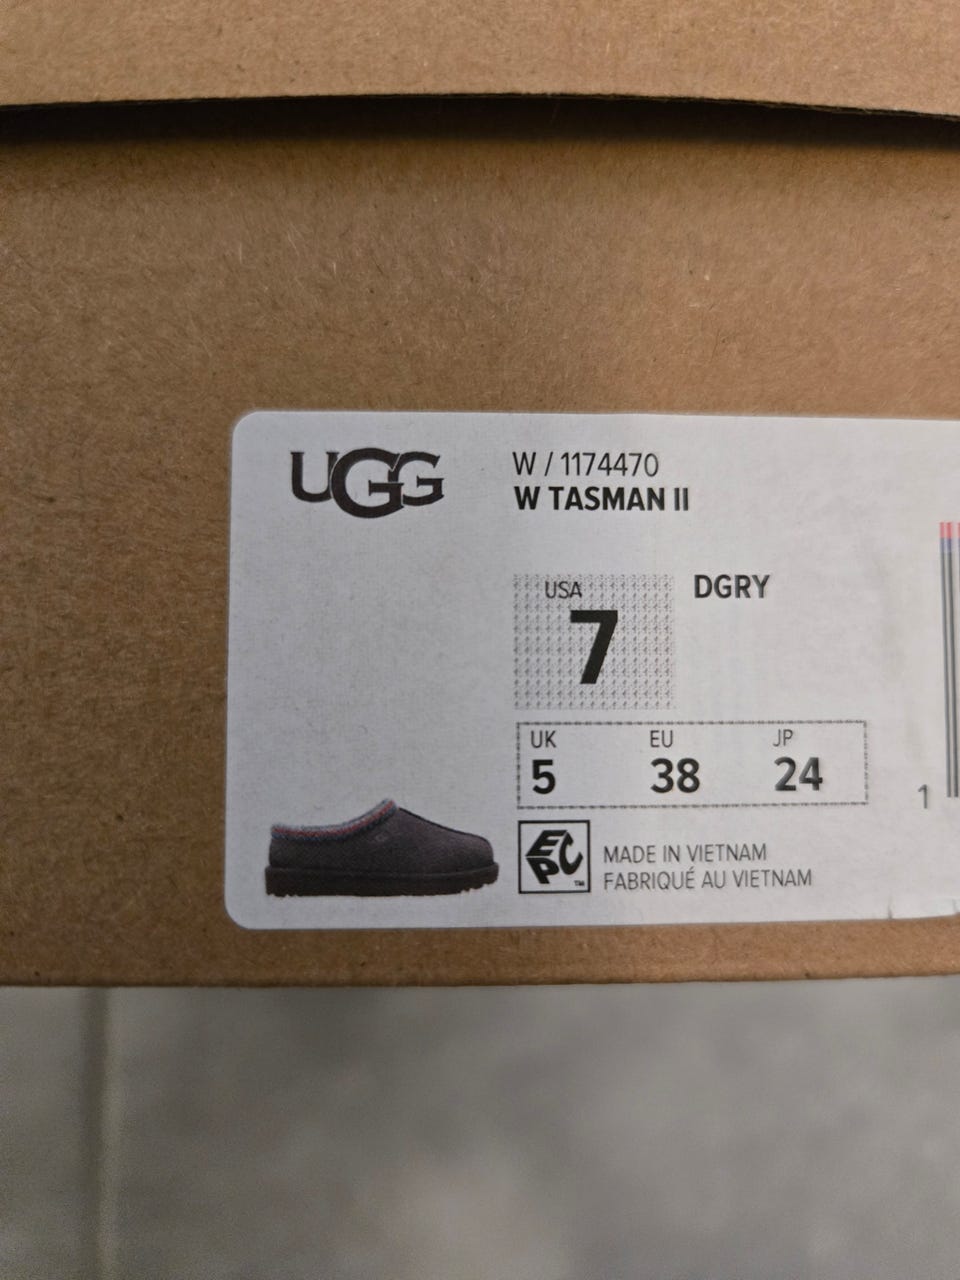 UGG
W / 1174470
W TASMAN II
USA
7
DGRY
UK EU JP
5 38 24
1
EPC™
MADE IN VIETNAM
FABRIQUÉ AU VIETNAM